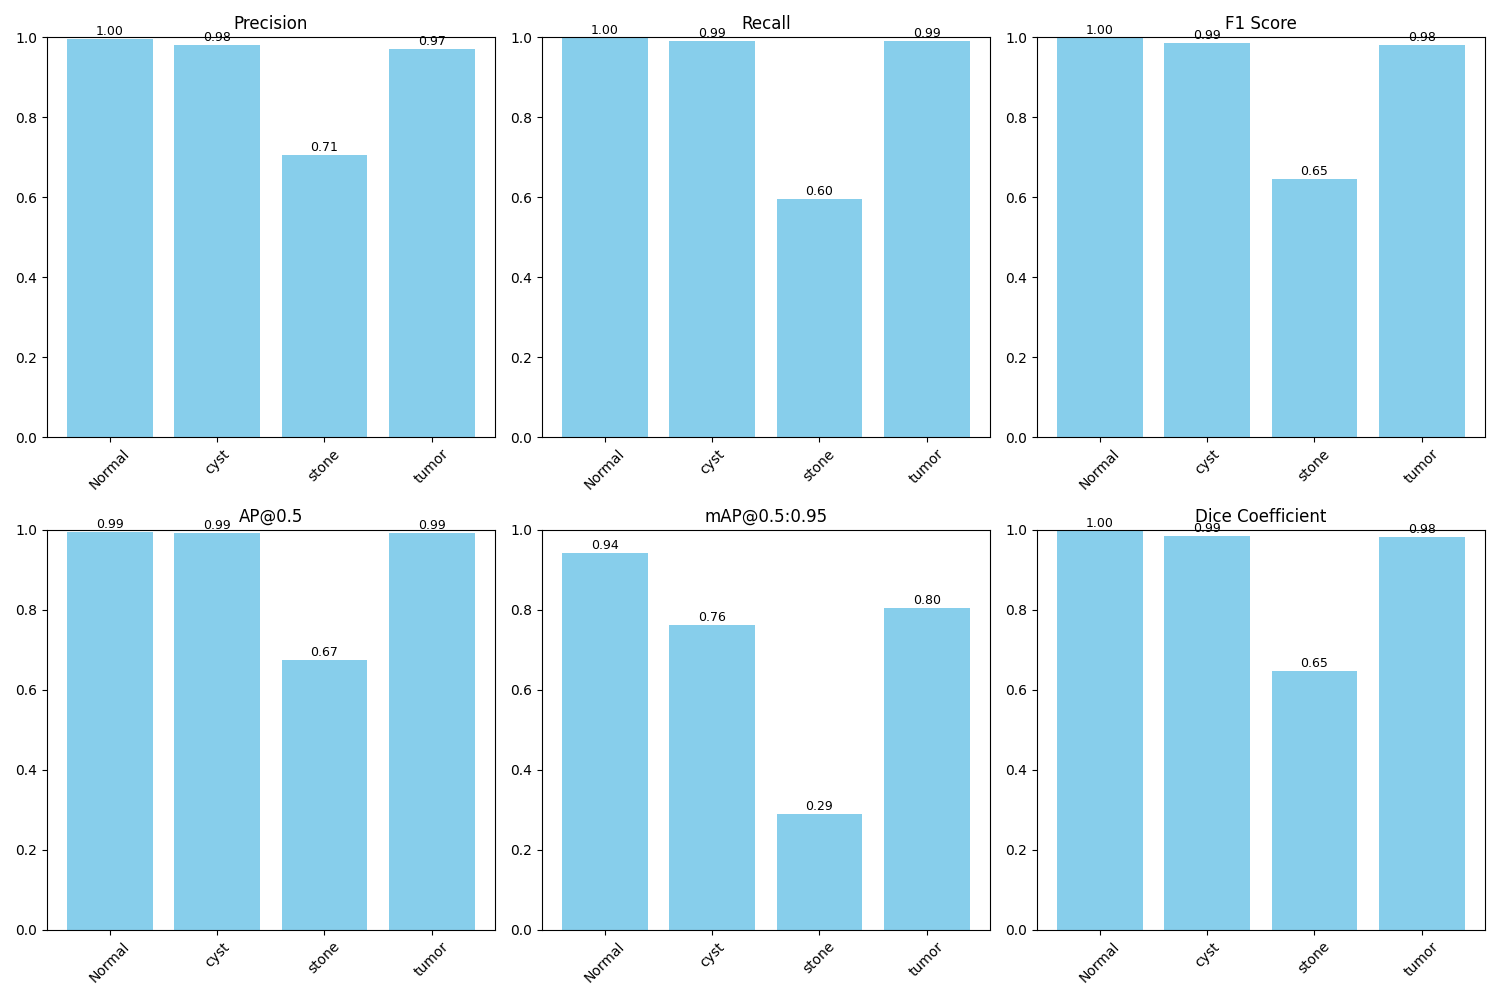 Precision
1.00
0.98
0.71
0.97
1.0
0.8
0.6
0.4
0.2
0.0
Normal
cyst
stone
tumor
Recall
1.00
0.99
0.60
0.99
1.0
0.8
0.6
0.4
0.2
0.0
Normal
cyst
stone
tumor
F1 Score
1.00
0.99
0.65
0.98
1.0
0.8
0.6
0.4
0.2
0.0
Normal
cyst
stone
tumor
AP@0.5
0.99
0.99
0.67
0.99
1.0
0.8
0.6
0.4
0.2
0.0
Normal
cyst
stone
tumor
mAP@0.5:0.95
0.94
0.76
0.29
0.80
1.0
0.8
0.6
0.4
0.2
0.0
Normal
cyst
stone
tumor
Dice Coefficient
1.00
0.99
0.65
0.98
1.0
0.8
0.6
0.4
0.2
0.0
Normal
cyst
stone
tumor